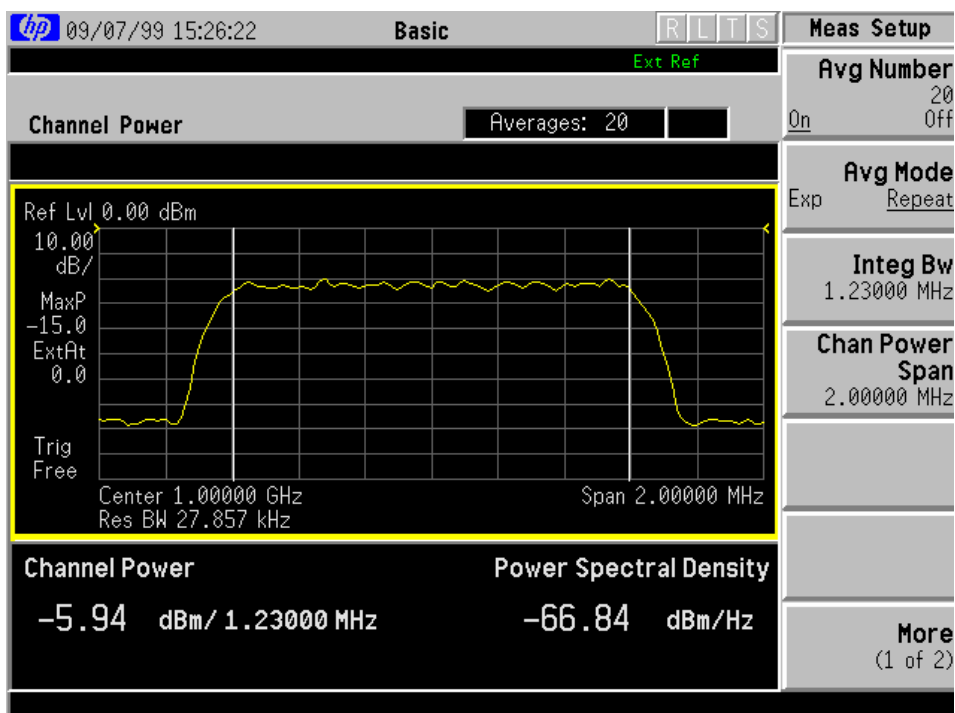 hp 09/07/99 15:26:22 Basic R L T S
Ext Ref
Channel Power Averages: 20
Ref Lvl 0.00 dBm
10.00
dB/
MaxP
-15.0
ExtAt
0.0
Trig
Free
Center 1.00000 GHz Span 2.00000 MHz
Res BW 27.857 kHz
Channel Power Power Spectral Density
-5.94 dBm/ 1.23000 MHz -66.84 dBm/Hz
Meas Setup
Avg Number
20
On Off
Avg Mode
Exp Repeat
Integ Bw
1.23000 MHz
Chan Power
Span
2.00000 MHz
More
(1 of 2)